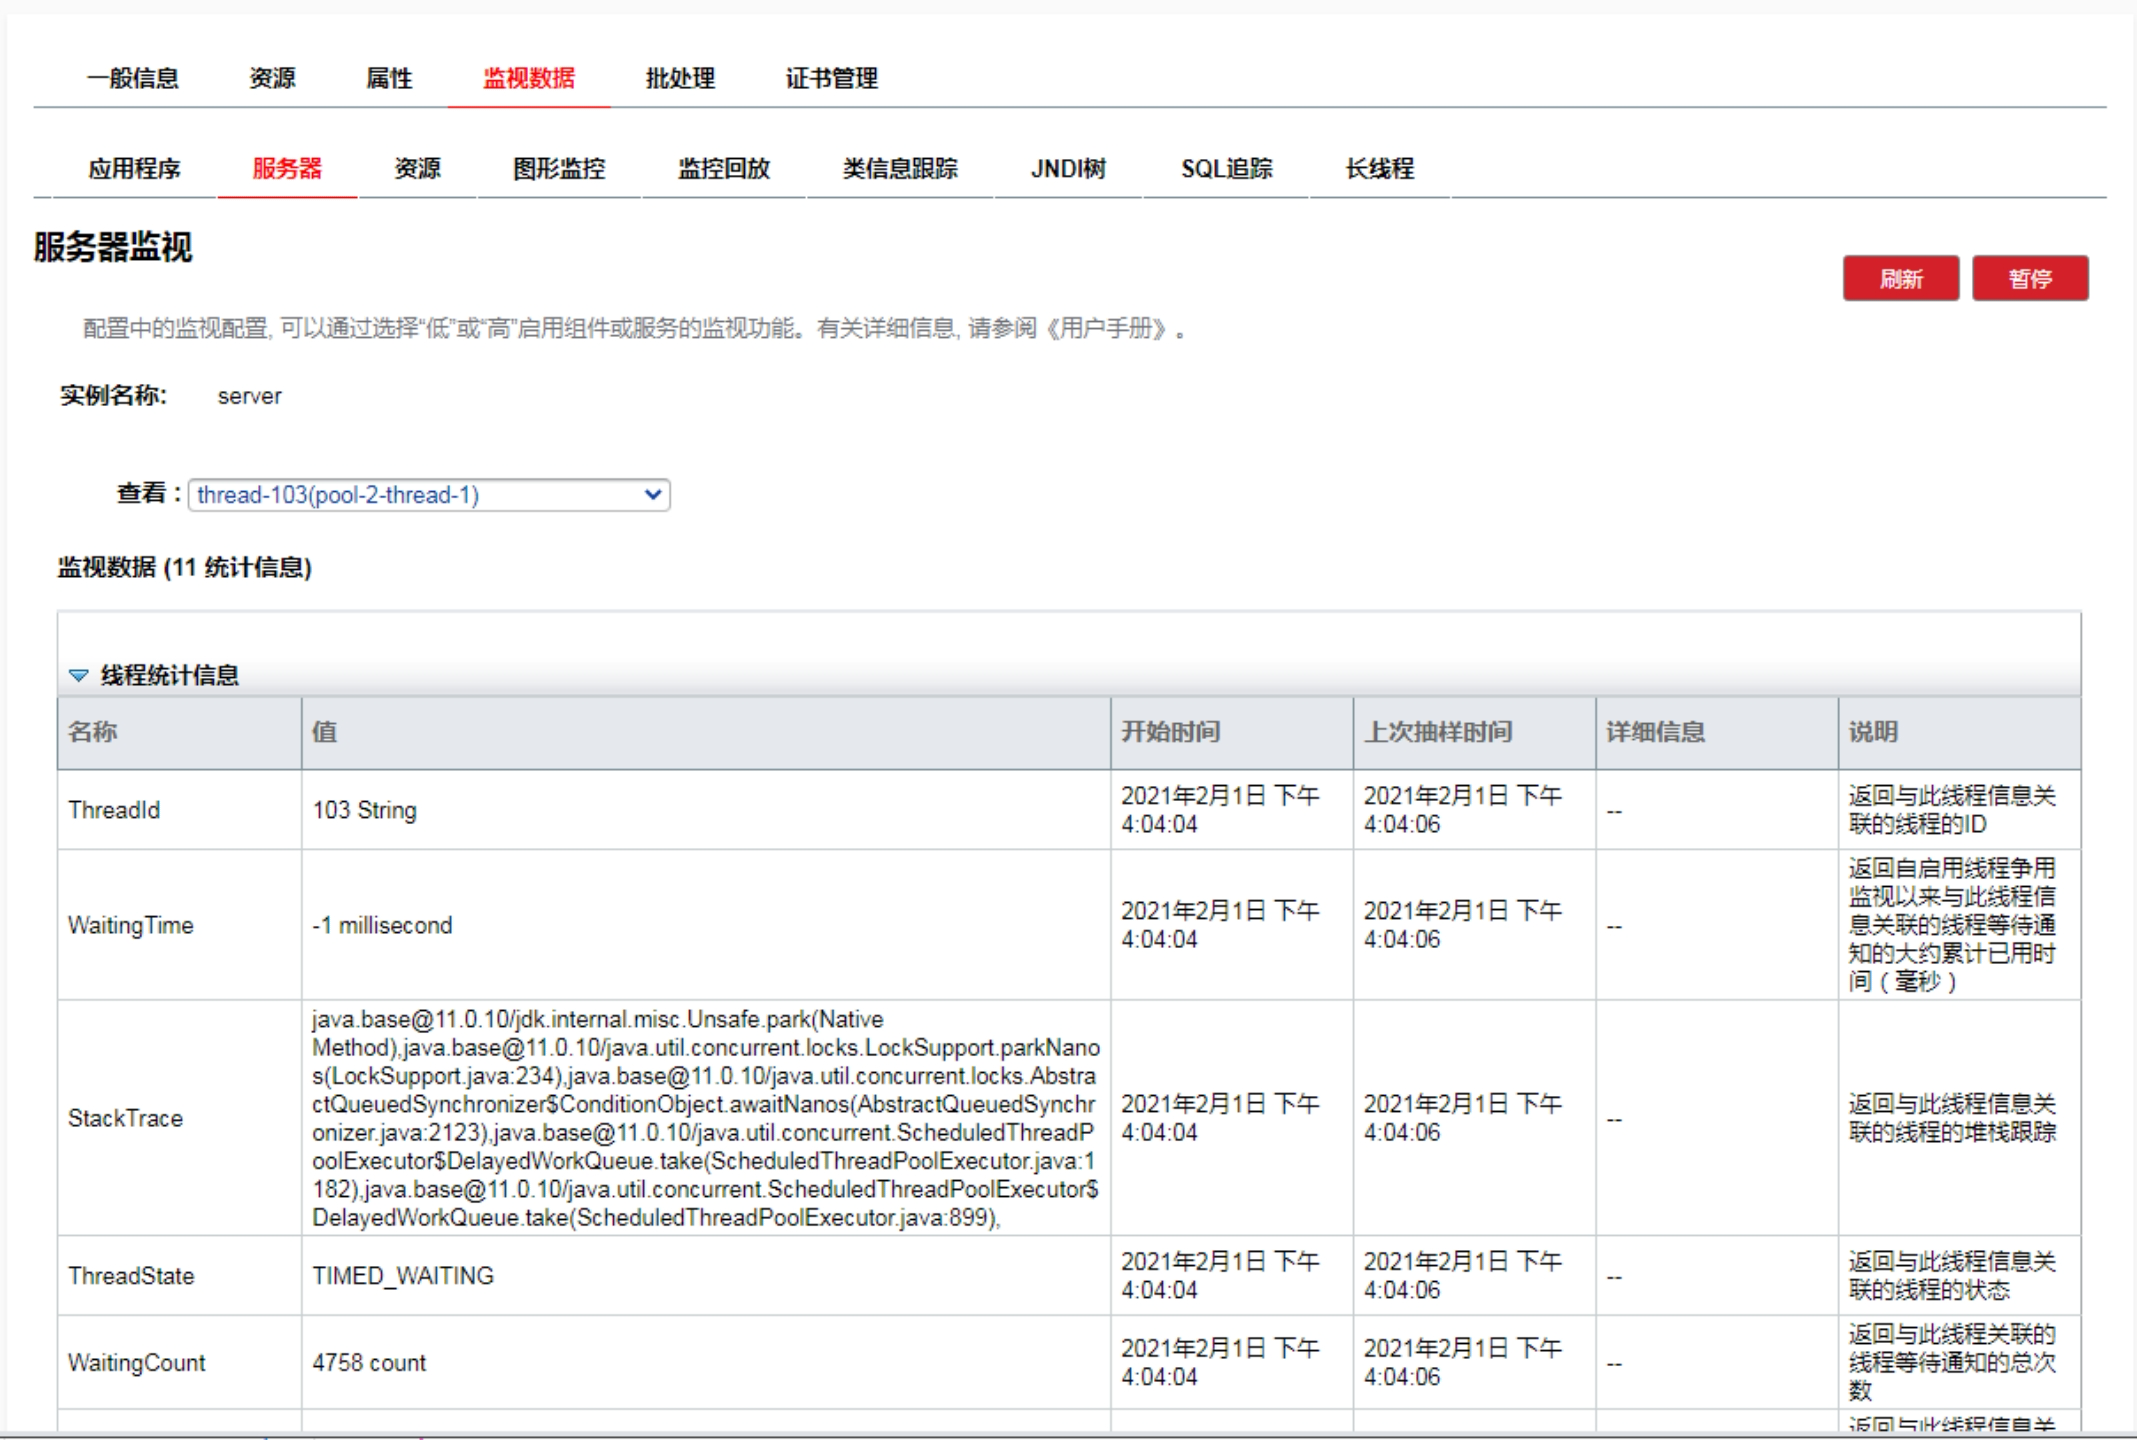 一般信息 资源 属性 监视数据 批处理 证书管理
应用程序 服务器 资源 图形监控 监控回放 类信息跟踪 JNDI树 SQL追踪 长线程
服务器监视
刷新 暂停
配置中的监视配置, 可以通过选择“低”或“高”启用组件或服务的监视功能。有关详细信息, 请参阅《用户手册》。
实例名称: server
查看： thread-103(pool-2-thread-1)
监视数据 (11 统计信息)
线程统计信息
名称 值 开始时间 上次抽样时间 详细信息 说明
ThreadId 103 String
2021年2月1日 下午
4:04:04
2021年2月1日 下午
4:04:06
--
返回与此线程信息关
联的线程的ID
WaitingTime -1 millisecond
2021年2月1日 下午
4:04:04
2021年2月1日 下午
4:04:06
--
返回自启用线程争用
监视以来与此线程信
息关联的线程等待通
知的大约累计已用时
间（毫秒）
StackTrace
java.base@11.0.10/jdk.internal.misc.Unsafe.park(Native
Method),java.base@11.0.10/java.util.concurrent.locks.LockSupport.parkNano
s(LockSupport.java:234),java.base@11.0.10/java.util.concurrent.locks.Abstra
ctQueuedSynchronizer$ConditionObject.awaitNanos(AbstractQueuedSynchr
onizer.java:2123),java.base@11.0.10/java.util.concurrent.ScheduledThreadP
oolExecutor$DelayedWorkQueue.take(ScheduledThreadPoolExecutor.java:1
182),java.base@11.0.10/java.util.concurrent.ScheduledThreadPoolExecutor$
DelayedWorkQueue.take(ScheduledThreadPoolExecutor.java:899),
2021年2月1日 下午
4:04:04
2021年2月1日 下午
4:04:06
--
返回与此线程信息关
联的线程的堆栈跟踪
ThreadState TIMED_WAITING
2021年2月1日 下午
4:04:04
2021年2月1日 下午
4:04:06
--
返回与此线程信息关
联的线程的状态
WaitingCount 4758 count
2021年2月1日 下午
4:04:04
2021年2月1日 下午
4:04:06
--
返回与此线程关联的
线程等待通知的总次
数
返回与此线程信息关